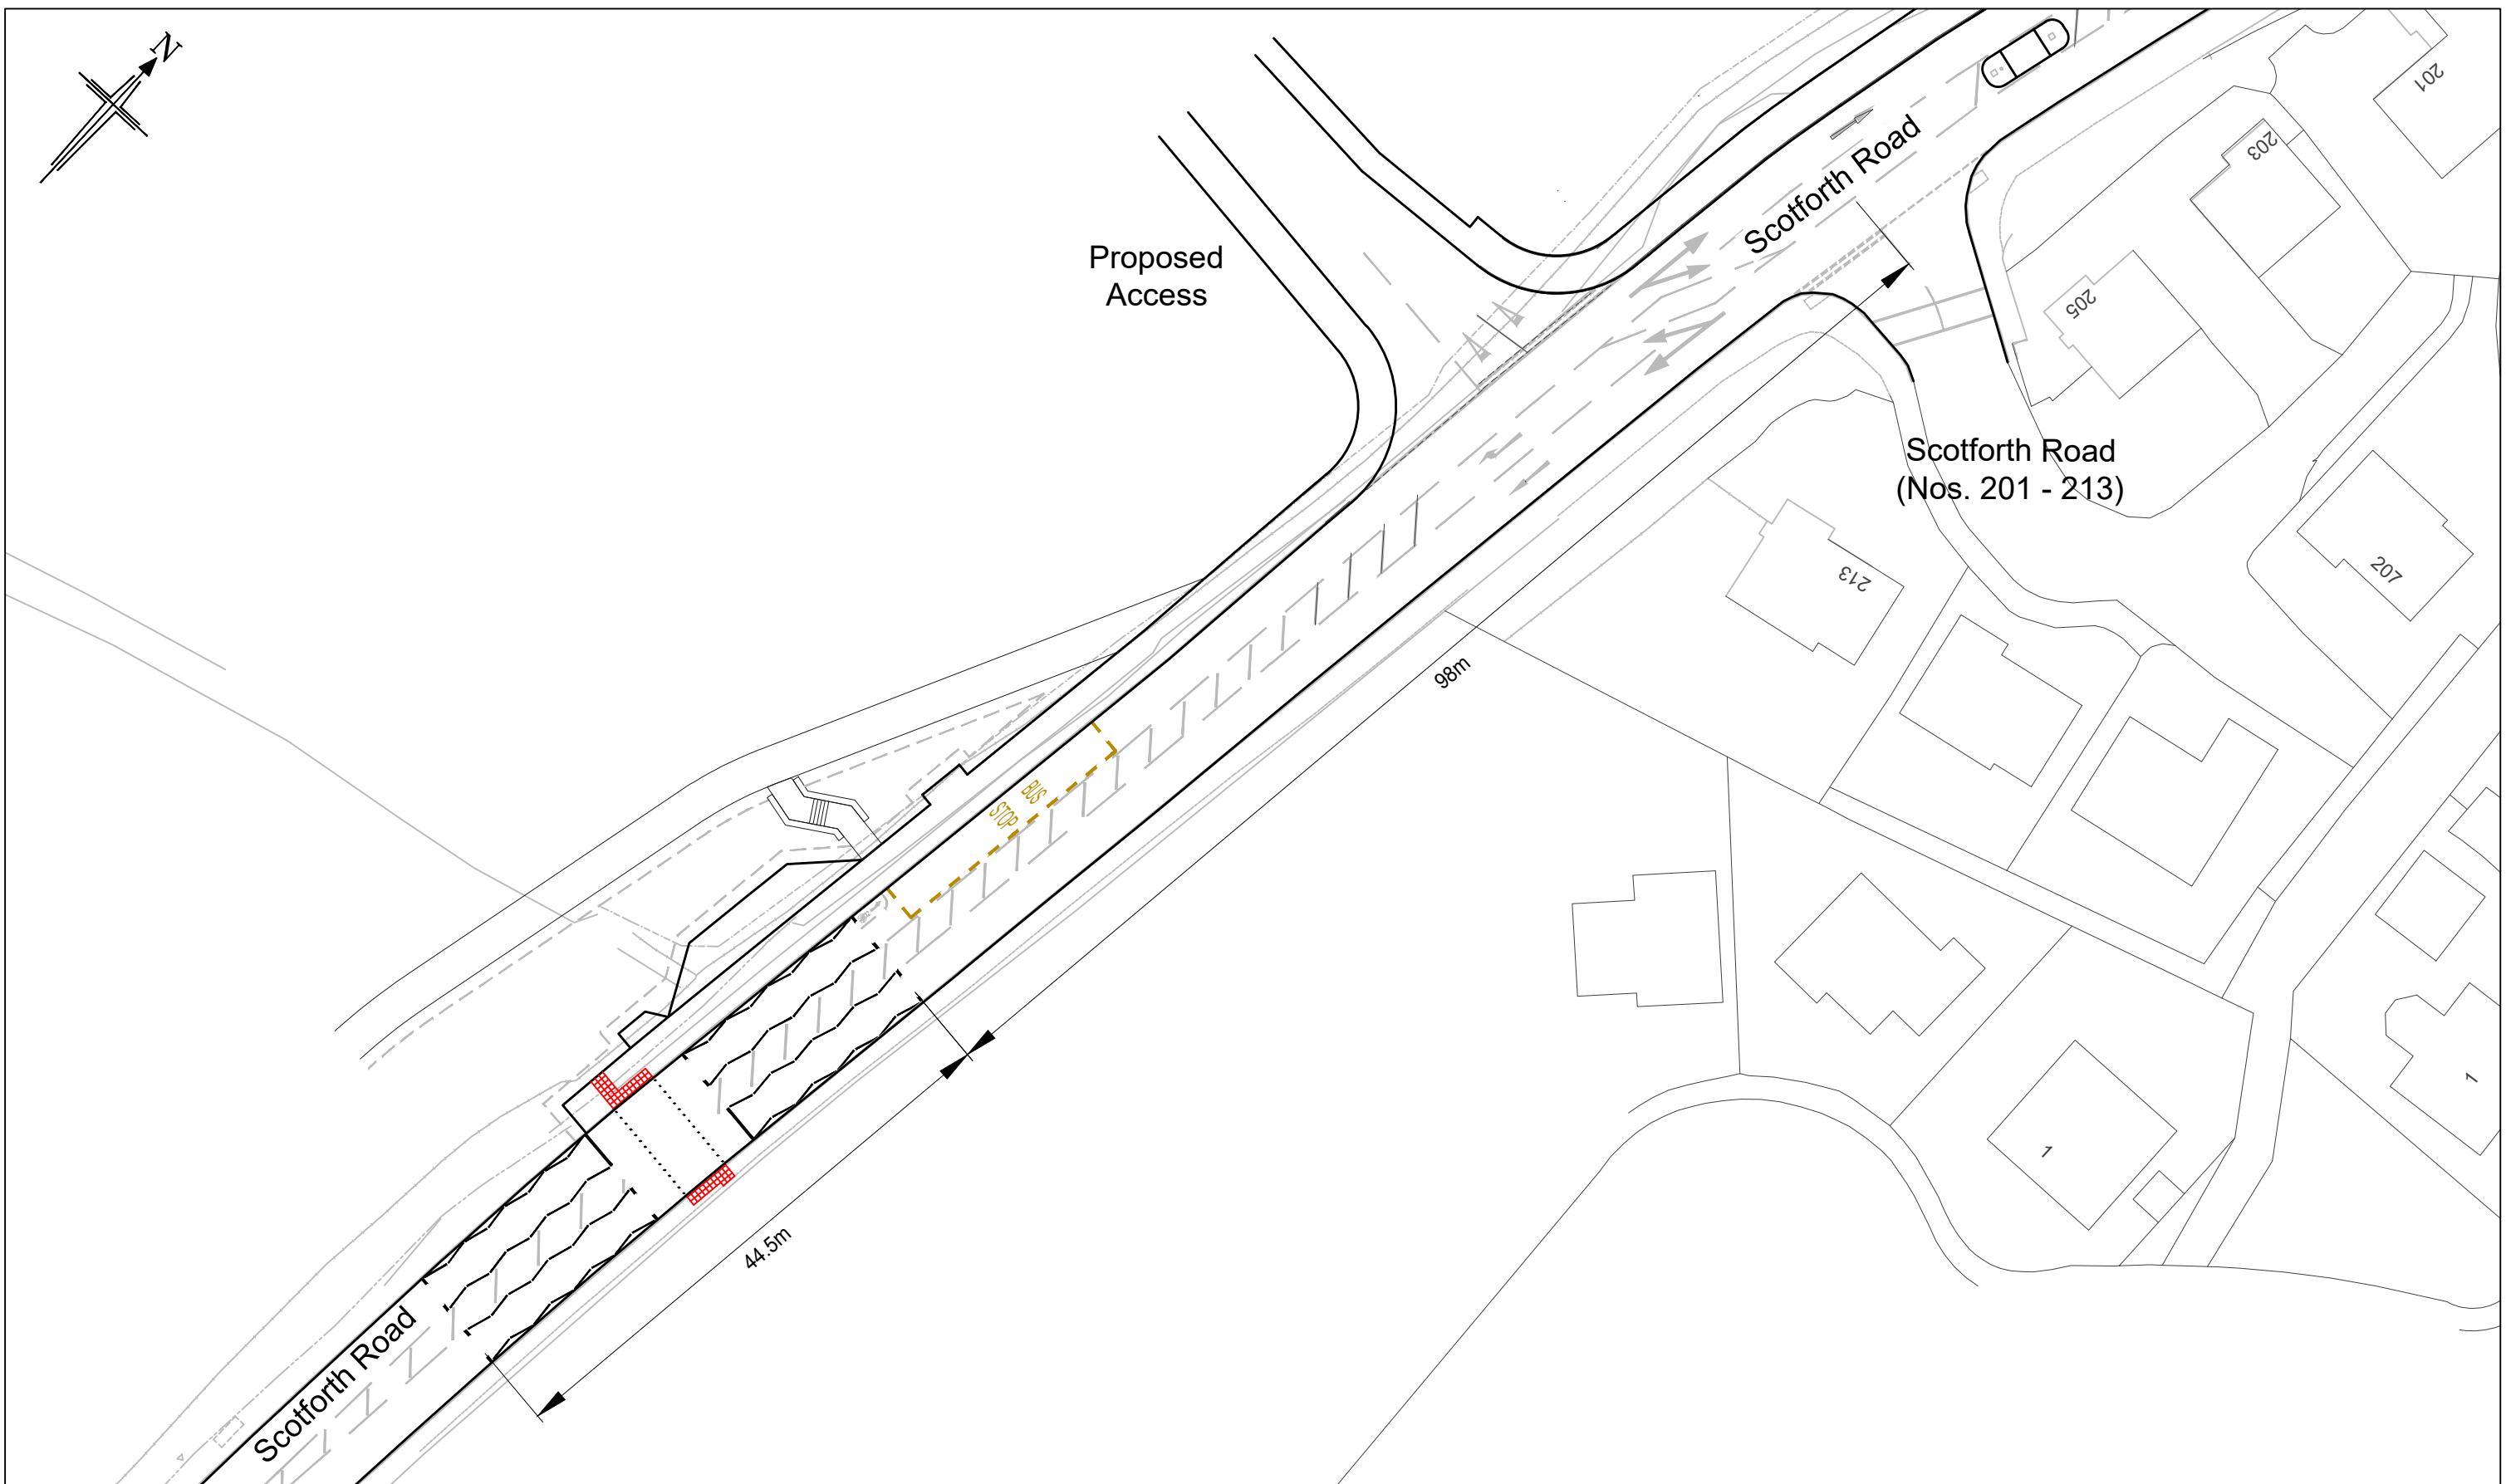 N
Proposed
Access
Scotforth Road
201
203
205
Scotforth Road
(Nos. 201 - 213)
207
213
98m
BUS
STOP
44.5m
1
1
Scotforth Road